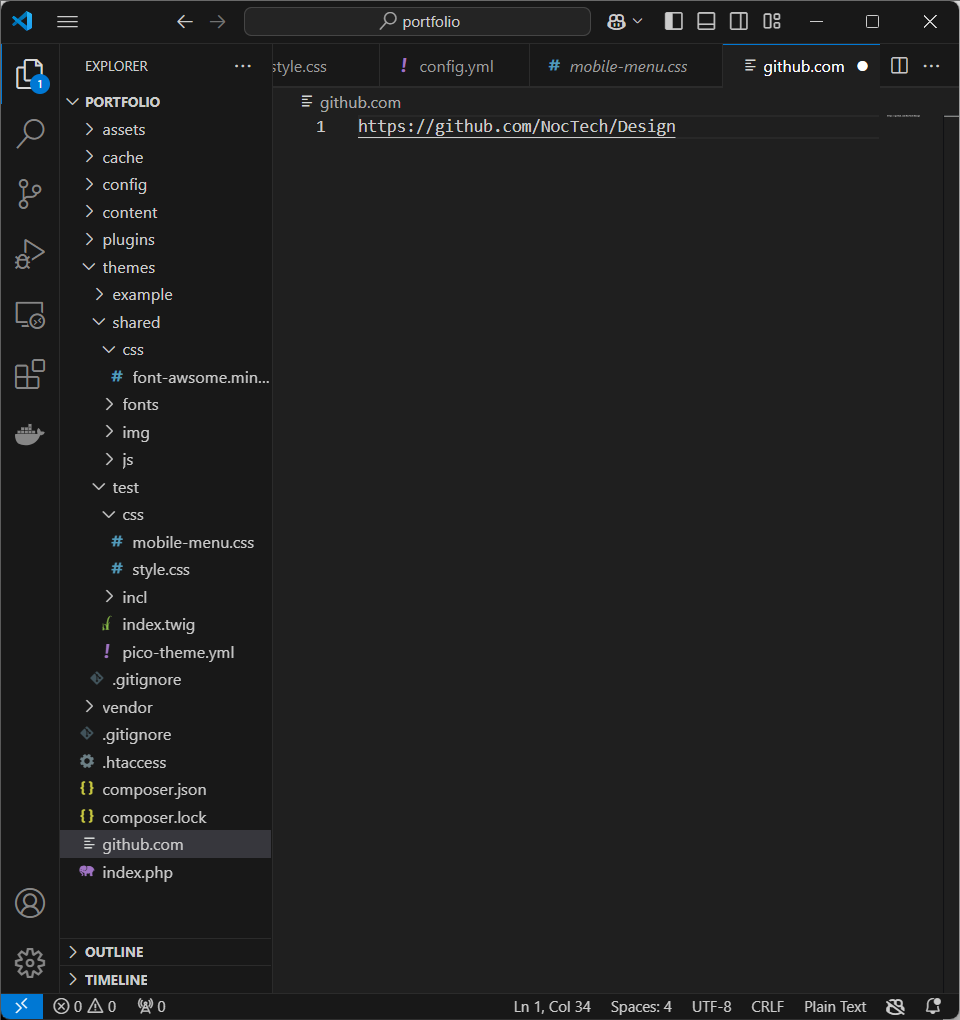 portfolio
EXPLORER
style.css
config.yml
mobile-menu.css
github.com
1
PORTFOLIO
assets
cache
config
content
plugins
themes
example
shared
css
font-awsome.min...
fonts
img
js
test
css
mobile-menu.css
style.css
incl
index.twig
pico-theme.yml
.gitignore
vendor
.gitignore
.htaccess
composer.json
composer.lock
github.com
index.php
OUTLINE
TIMELINE
github.com
1 https://github.com/NocTech/Design
0 0 0 Ln 1, Col 34 Spaces: 4 UTF-8 CRLF Plain Text